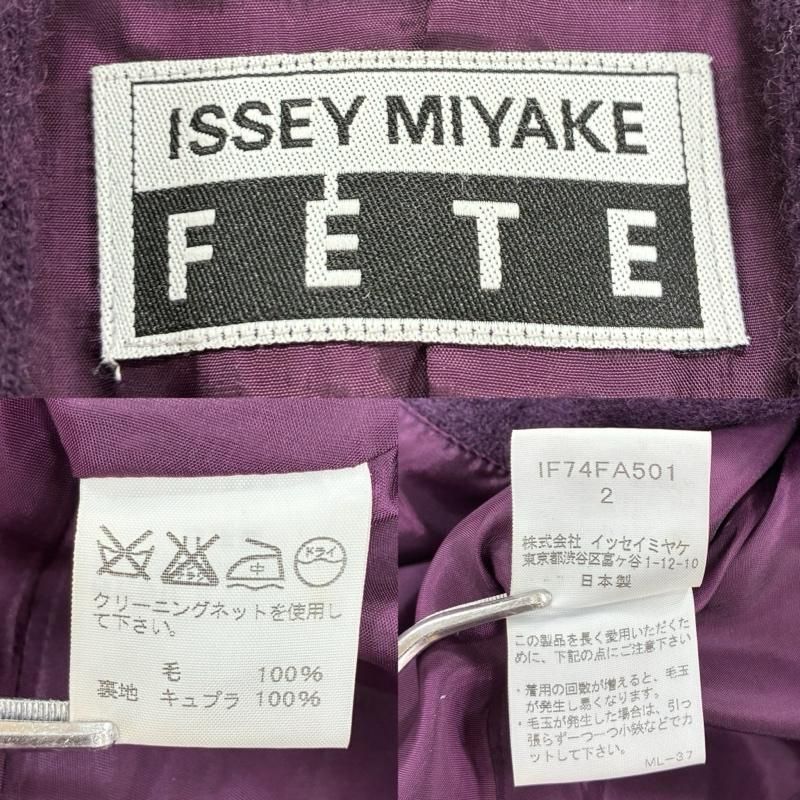 ISSEY MIYAKE
FÊTE
エンソサラシ
中
ドライ
クリーニングネットを使用し
て下さい。
毛 100%
裏地 キュプラ 100%
IF74FA501
2
株式会社 イッセイミヤケ
東京都渋谷区富ヶ谷1-12-10
日本製
この製品を長く愛用いただくた
めに、下記の点にご注意下さい
・着用の回数が増えると、毛玉
が発生し易くなります。
・毛玉が発生した場合は、引っ
張らず一つ一つ小鋏などでカ
ットして下さい。
ML-37